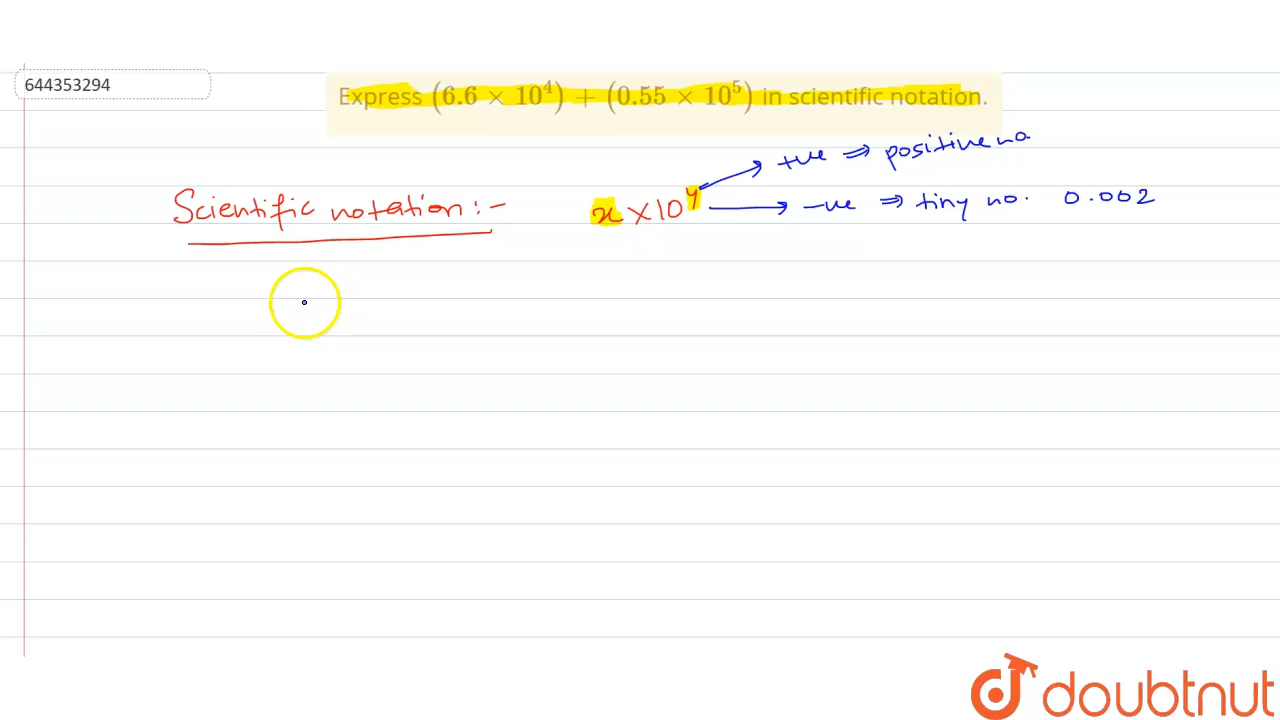 644353294
Express (6.6 × 10⁴) + (0.55 × 10⁵) in scientific notation.
+ve ⇒ positive no.
Scientific notation :- x × 10ʸ → -ve ⇒ tiny no. 0.002
doubtnut